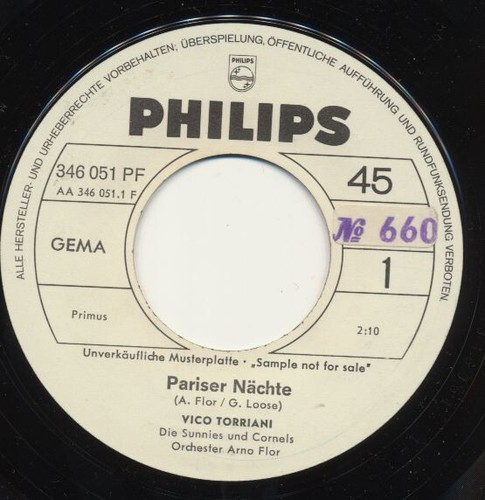 ALLE HERSTELLER- UND URHEBERRECHTE VORBEHALTEN; ÜBERSPIELUNG, ÖFFENTLICHE AUFFÜHRUNG UND RUNDFUNKSENDUNG VERBOTEN.
PHILIPS
PHILIPS
346 051 PF
AA 346 051.1 F
45
№ 660
GEMA
1
Primus
2:10
Unverkäufliche Musterplatte · „Sample not for sale"
Pariser Nächte
(A. Flor / G. Loose)
VICO TORRIANI
Die Sunnies und Cornels
Orchester Arno Flor